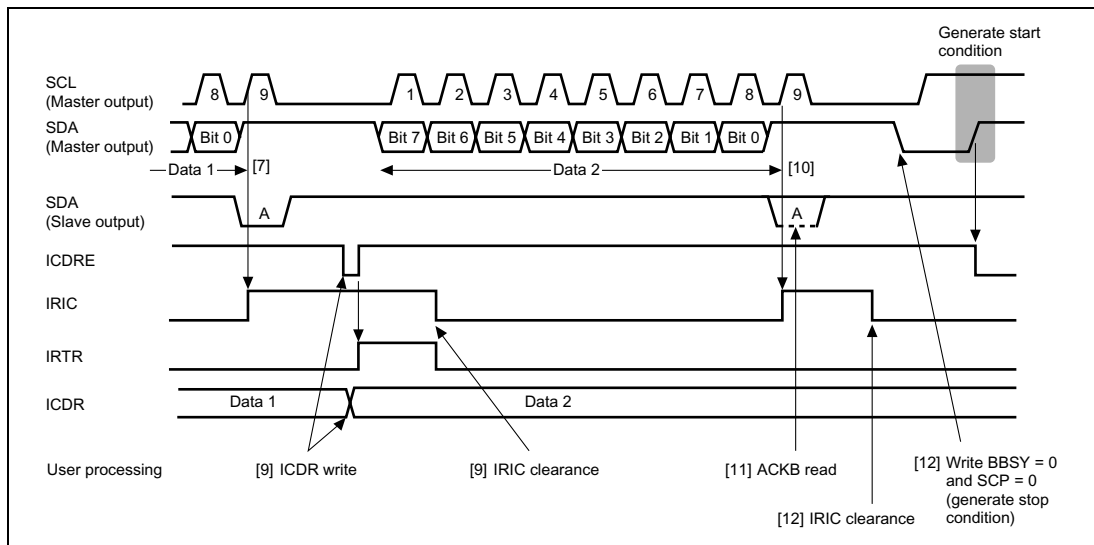 Generate start
condition
SCL
(Master output)
8 9 1 2 3 4 5 6 7 8 9
SDA
(Master output)
Bit 0 Bit 7 Bit 6 Bit 5 Bit 4 Bit 3 Bit 2 Bit 1 Bit 0
Data 1 [7] Data 2 [10]
SDA
(Slave output)
A A
ICDRE
IRIC
IRTR
ICDR
Data 1 Data 2
User processing
[9] ICDR write
[9] IRIC clearance
[11] ACKB read
[12] Write BBSY = 0
and SCP = 0
(generate stop
condition)
[12] IRIC clearance